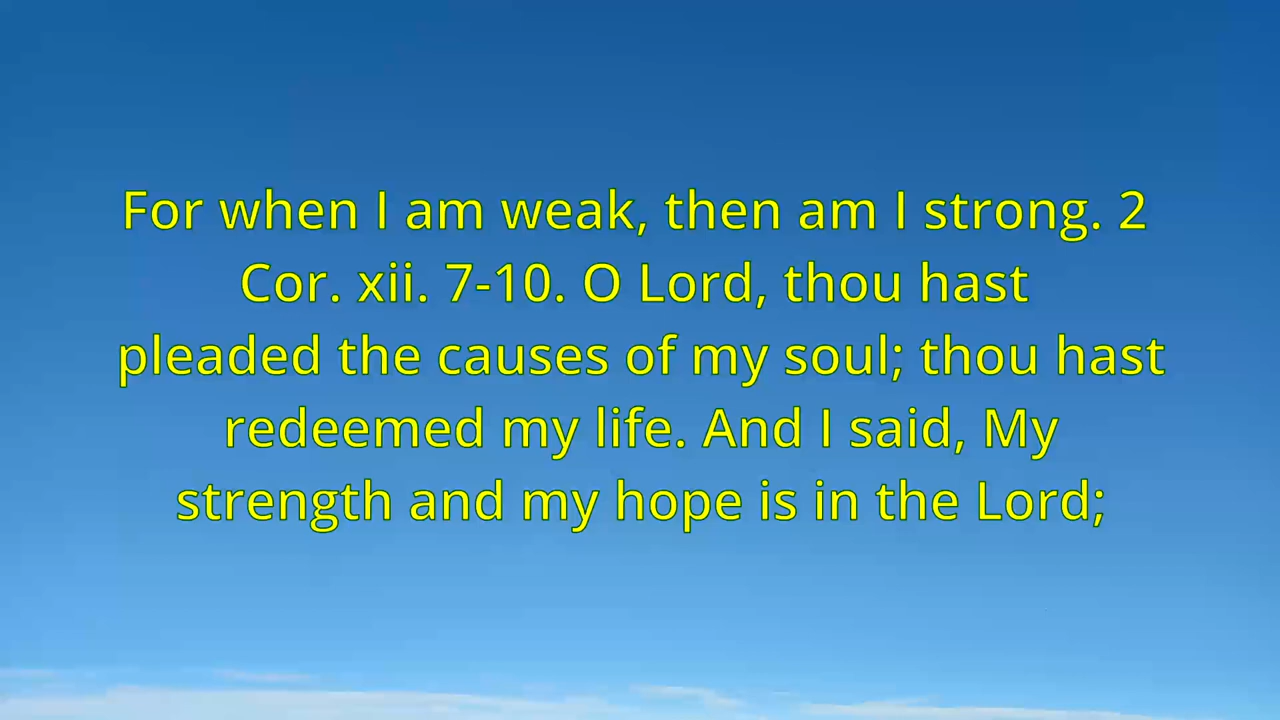 For when I am weak, then am I strong. 2
Cor. xii. 7-10. O Lord, thou hast
pleaded the causes of my soul; thou hast
redeemed my life. And I said, My
strength and my hope is in the Lord;